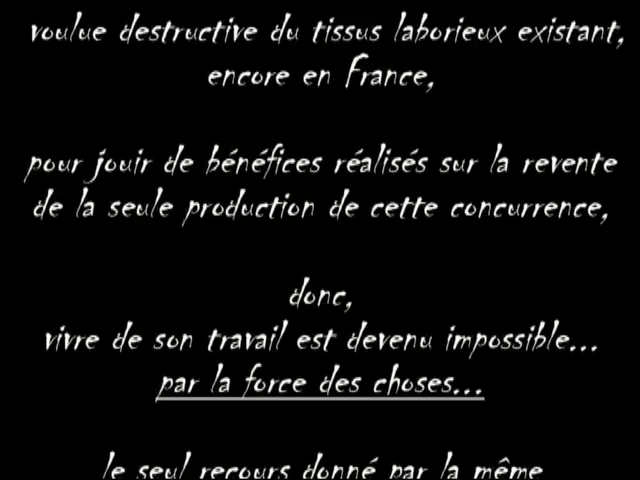 voulue destructive du tissus laborieux existant,
encore en France,
pour jouir de bénéfices réalisés sur la revente
de la seule production de cette concurrence,
donc,
vivre de son travail est devenu impossible...
par la force des choses...
le seul recours donné par la même